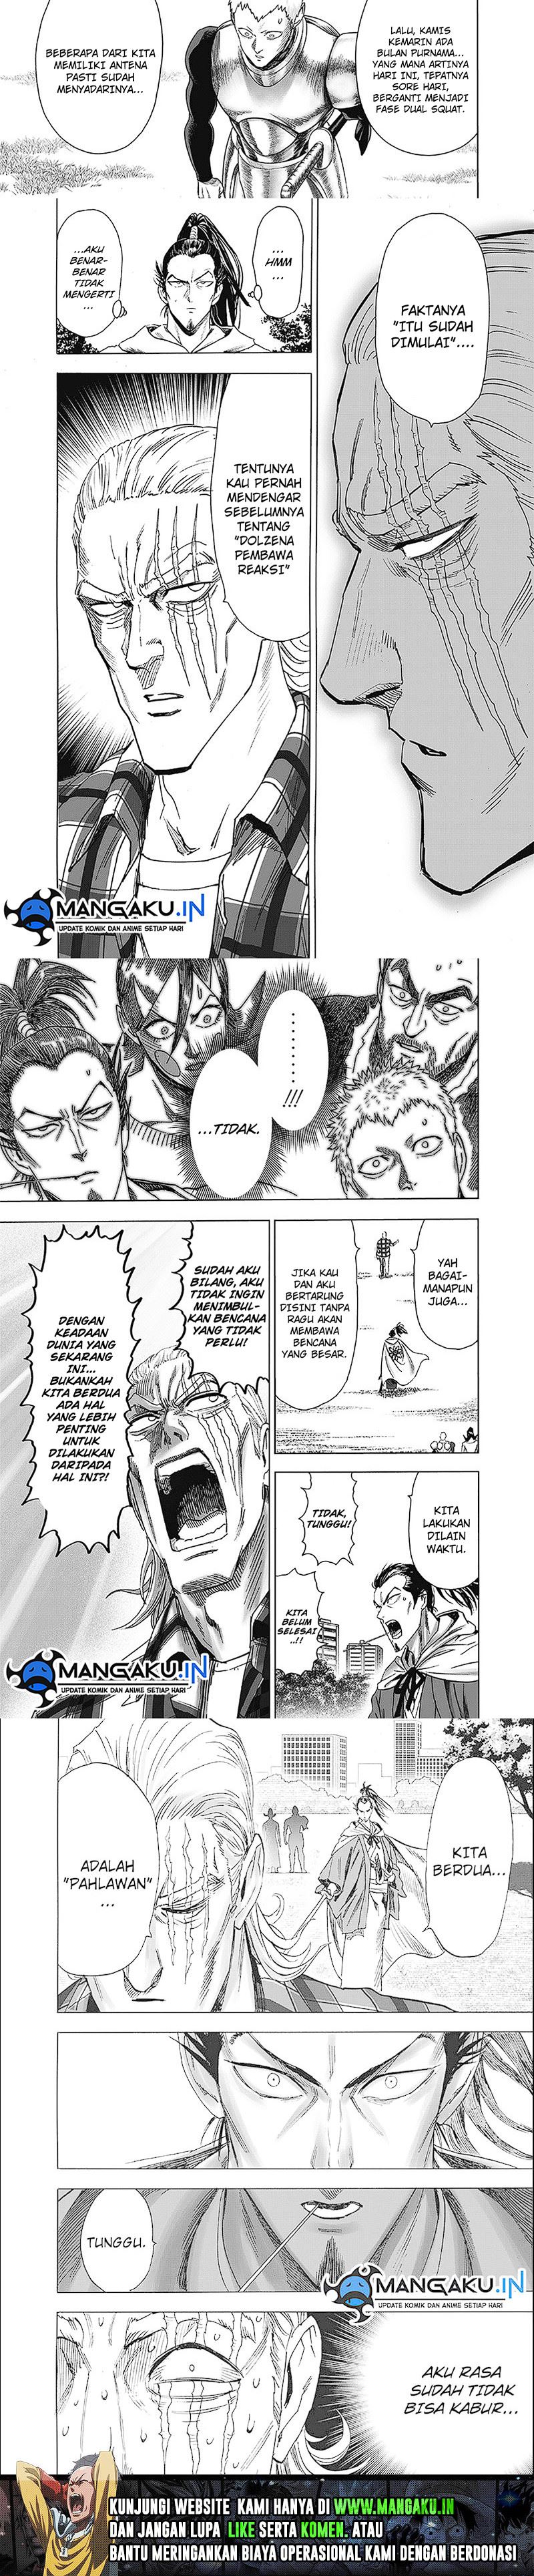 LALU, KAMIS
KEMARIN ADA
BULAN PURNAMA...
YANG MANA ARTINYA
HARI INI, TEPATNYA
SORE HARI,
BERGANTI MENJADI
FASE DUAL SQUAT.
BEBERAPA DARI KITA
MEMILIKI ANTENA
PASTI SUDAH
MENYADARINYA...
FAKTANYA
"ITU SUDAH
DIMULAI"....
...
HMM
...
...AKU
BENAR-
BENAR
TIDAK
MENGERTI
...
TENTUNYA
KAU PERNAH
MENDENGAR
SEBELUMNYA
TENTANG
"DOLZENA
PEMBAWA
REAKSI"
MANGAKU.IN
UPDATE KOMIK DAN ANIME SETIAP HARI
.........!!!
...TIDAK.
YAH
BAGAI-
MANAPUN
JUGA...
JIKA KAU
DAN AKU
BERTARUNG
DISINI TANPA
RAGU AKAN
MEMBAWA
BENCANA
YANG BESAR.
KITA
LAKUKAN
DILAIN
WAKTU.
TIDAK,
TUNGGU!
KITA
BELUM
SELESAI
..!!
SUDAH AKU
BILANG, AKU
TIDAK INGIN
MENIMBUL-
KAN BENCANA
YANG TIDAK
PERLU!
DENGAN
KEADAAN
DUNIA YANG
SEKARANG
INI...
BUKANKAH
KITA BERDUA
ADA HAL
YANG LEBIH
PENTING
UNTUK
DILAKUKAN
DARIPADA
HAL INI?!
MANGAKU.IN
UPDATE KOMIK DAN ANIME SETIAP HARI
KITA
BERDUA...
ADALAH
"PAHLAWAN"
...
TUNGGU.
MANGAKU.IN
UPDATE KOMIK DAN ANIME SETIAP HARI
AKU RASA
SUDAH TIDAK
BISA KABUR...
KUNJUNGI WEBSITE KAMI HANYA DI WWW.MANGAKU.IN
DAN JANGAN LUPA LIKE SERTA KOMEN. ATAU
BANTU MERINGANKAN BIAYA OPERASIONAL KAMI DENGAN BERDONASI